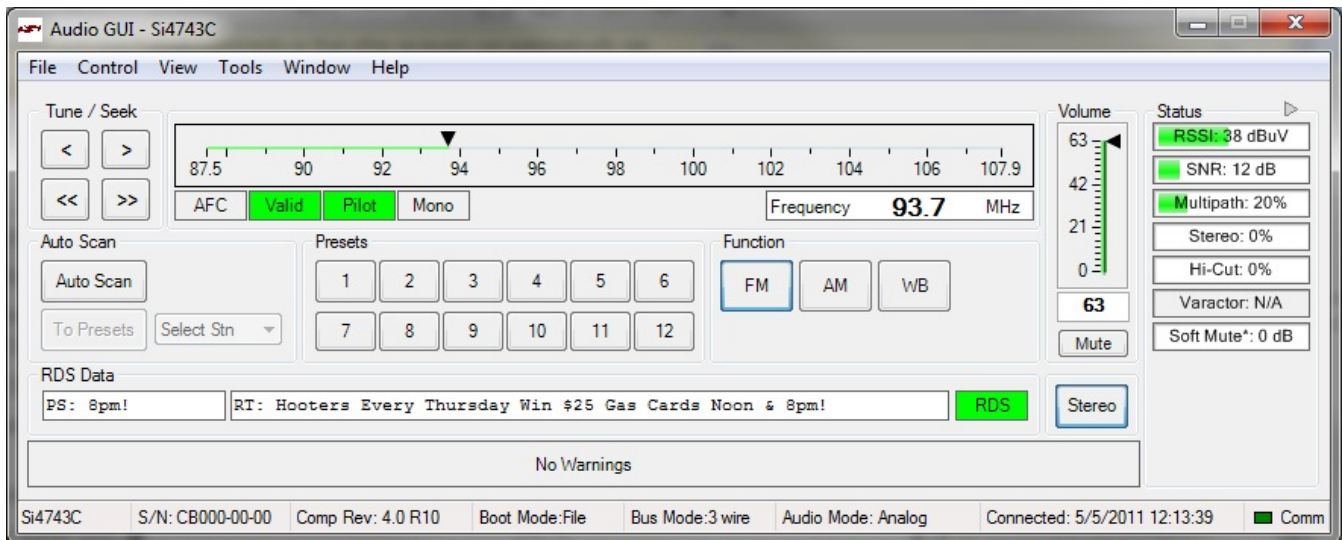 Audio GUI - Si4743C
File Control View Tools Window Help
Tune / Seek
< >
<< >>
87.5 90 92 94 96 98 100 102 104 106 107.9
AFC Valid Pilot Mono
Frequency 93.7 MHz
Volume
63
42
21
0
63
Mute
Status
RSSI: 38 dBuV
SNR: 12 dB
Multipath: 20%
Stereo: 0%
Hi-Cut: 0%
Varactor: N/A
Soft Mute*: 0 dB
Auto Scan
Auto Scan
To Presets Select Stn
Presets
1 2 3 4 5 6
7 8 9 10 11 12
Function
FM AM WB
RDS Data
PS: 8pm! RT: Hooters Every Thursday Win $25 Gas Cards Noon & 8pm! RDS
Stereo
No Warnings
Si4743C S/N: CB000-00-00 Comp Rev: 4.0 R10 Boot Mode:File Bus Mode:3 wire Audio Mode: Analog Connected: 5/5/2011 12:13:39 Comm